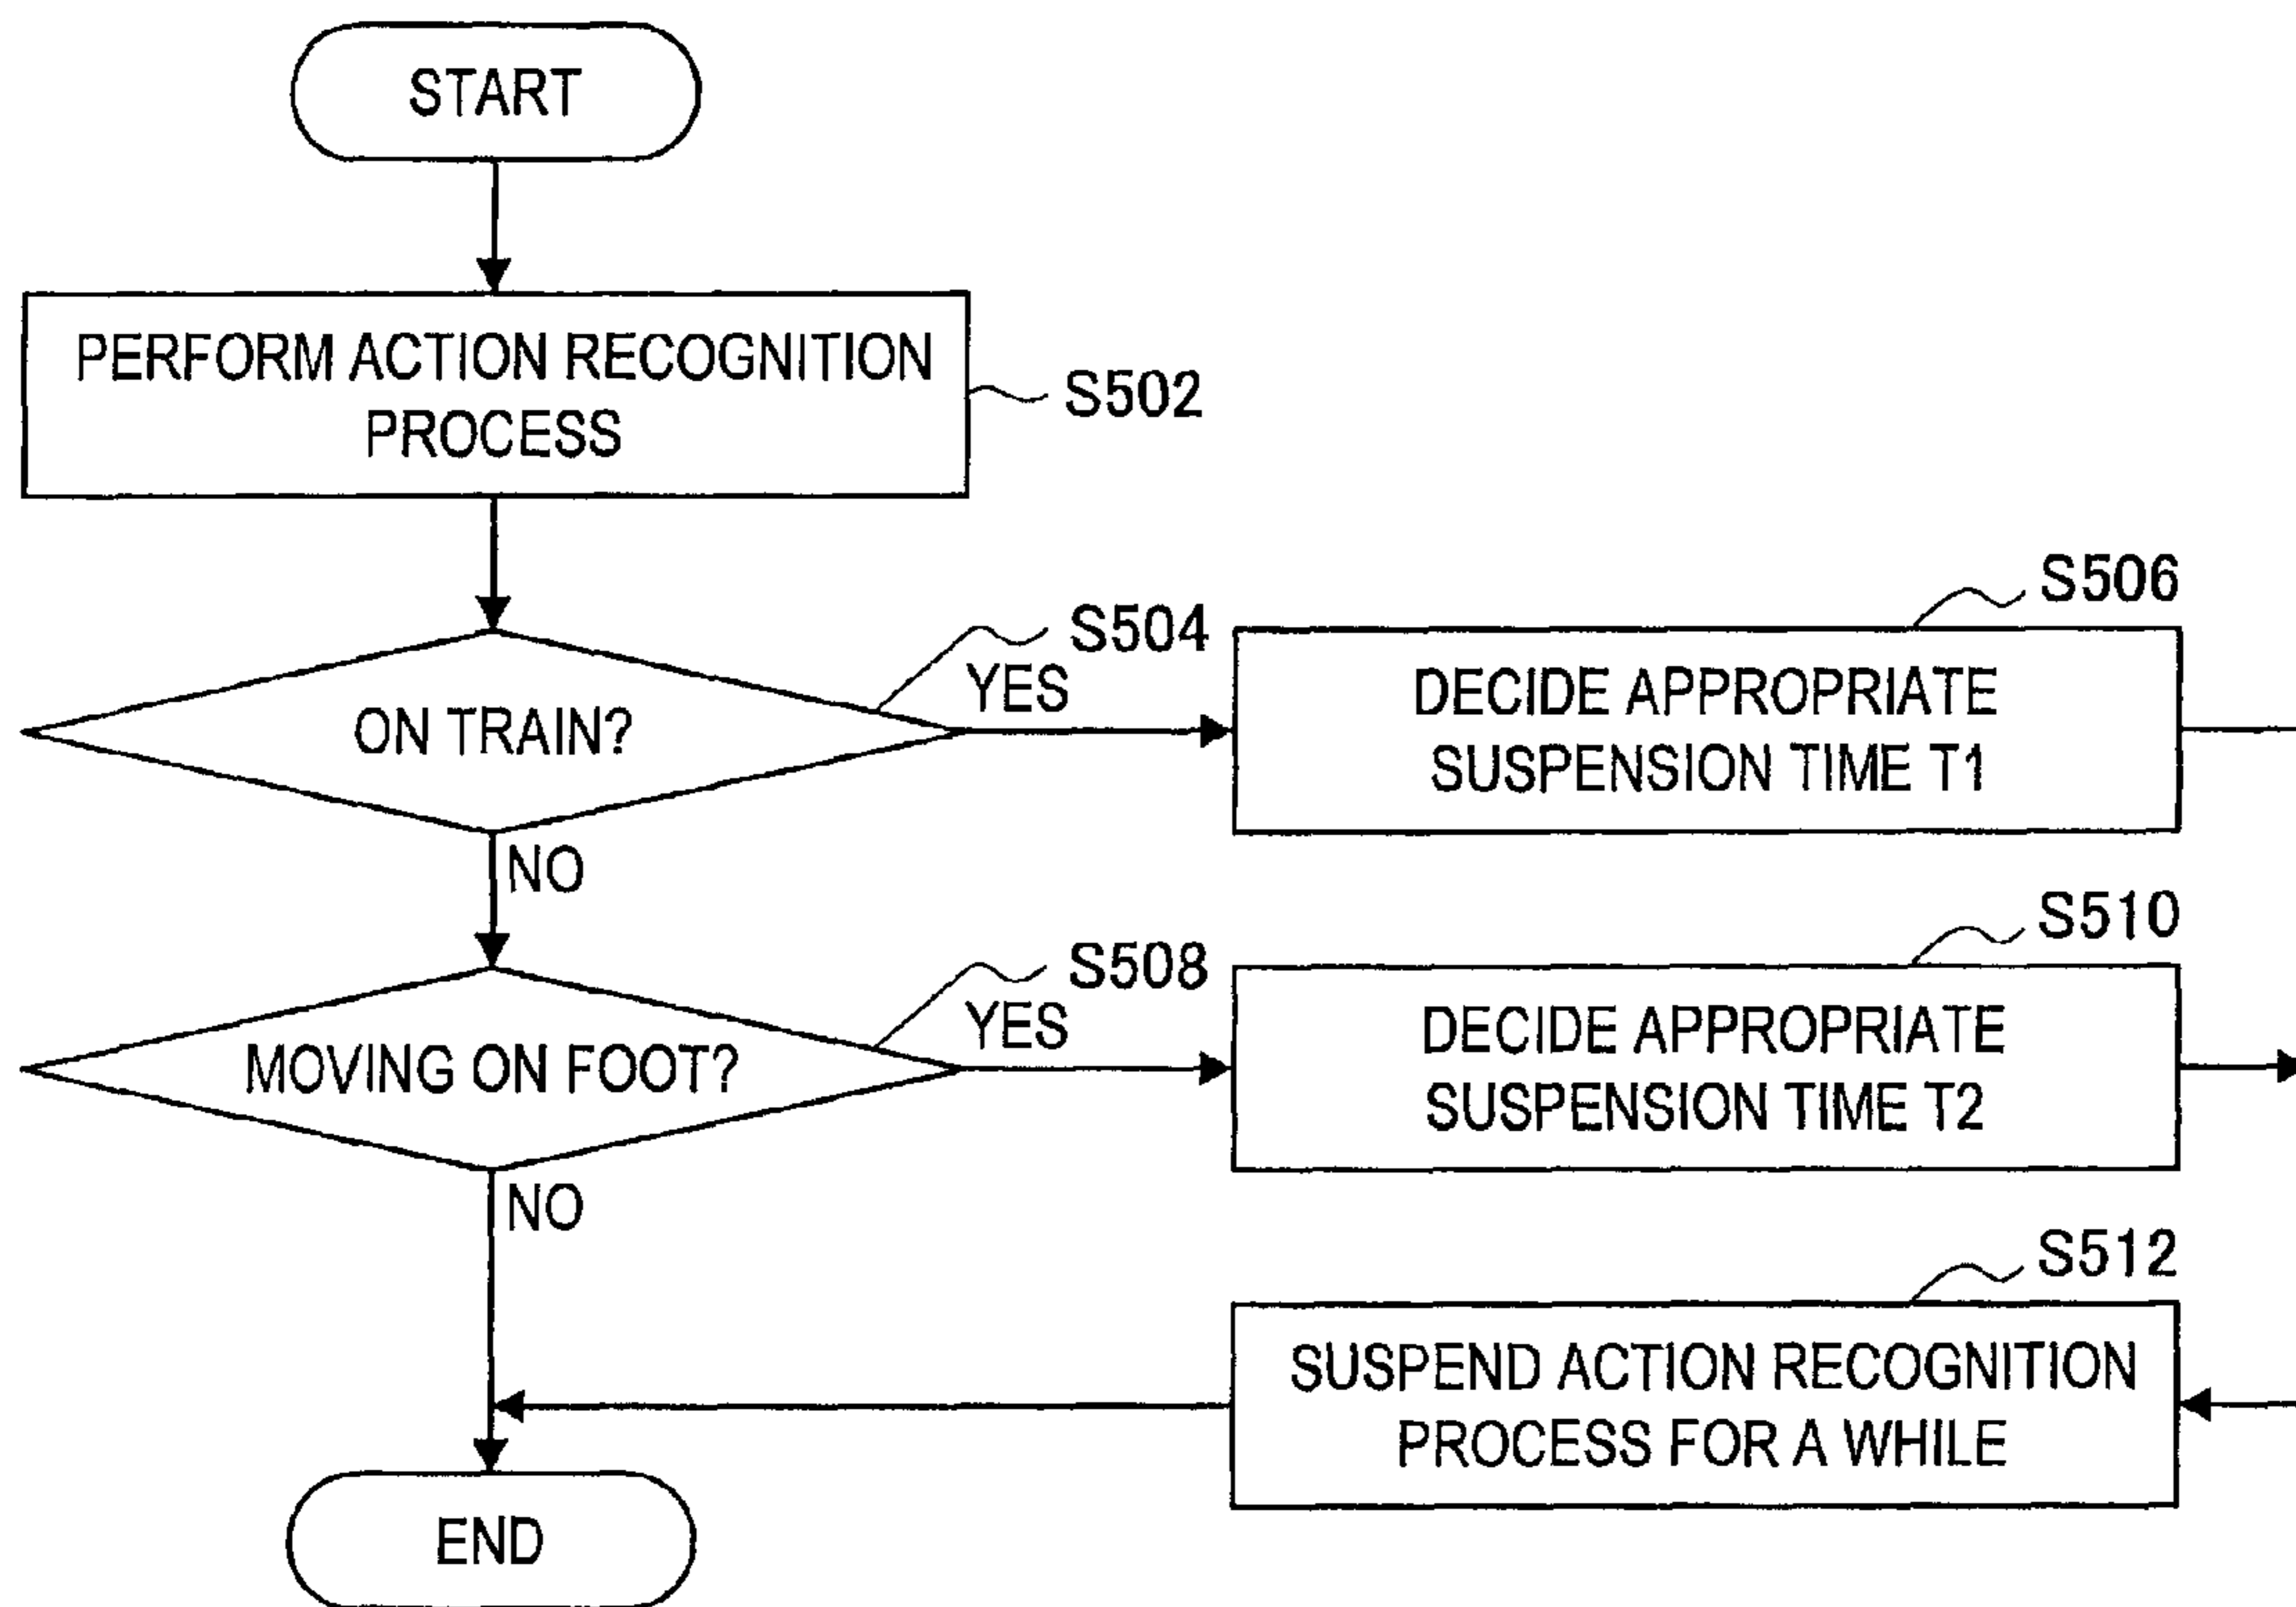 START
PERFORM ACTION RECOGNITION
PROCESS
S502
S504
ON TRAIN?
YES
S506
DECIDE APPROPRIATE
SUSPENSION TIME T1
NO
S508
MOVING ON FOOT?
YES
S510
DECIDE APPROPRIATE
SUSPENSION TIME T2
NO
S512
SUSPEND ACTION RECOGNITION
PROCESS FOR A WHILE
END